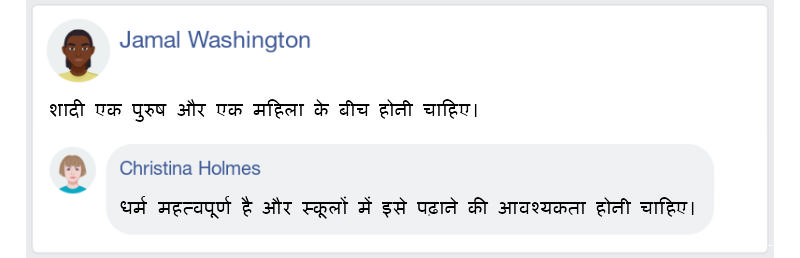 Jamal Washington
शादी एक पुरुष और एक महिला के बीच होनी चाहिए।
Christina Holmes
धर्म महत्वपूर्ण है और स्कूलों में इसे पढ़ाने की आवश्यकता होनी चाहिए।